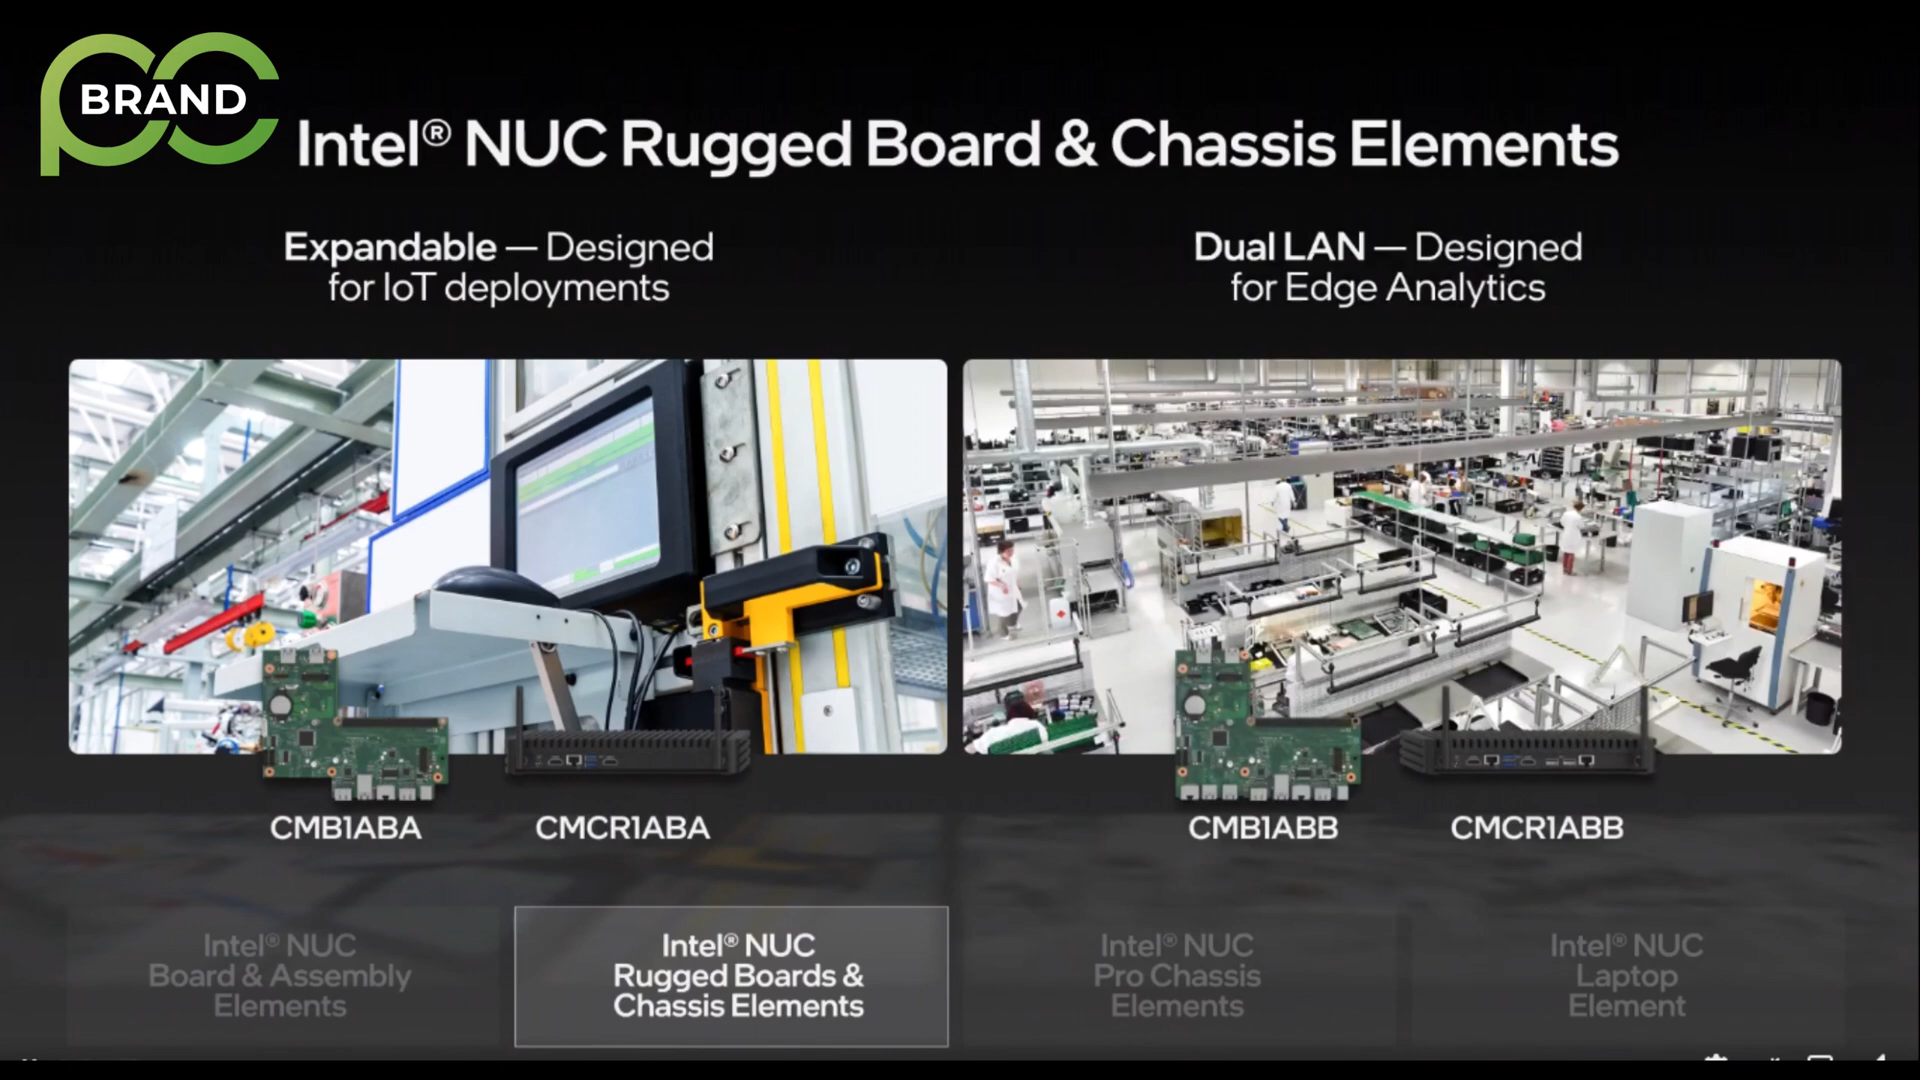 BRAND
Intel® NUC Rugged Board & Chassis Elements
Expandable — Designed
for IoT deployments
Dual LAN — Designed
for Edge Analytics
CMB1ABA
CMCR1ABA
CMB1ABB
CMCR1ABB
Intel® NUC
Board & Assembly
Elements
Intel® NUC
Rugged Boards &
Chassis Elements
Intel® NUC
Pro Chassis
Elements
Intel® NUC
Laptop
Element